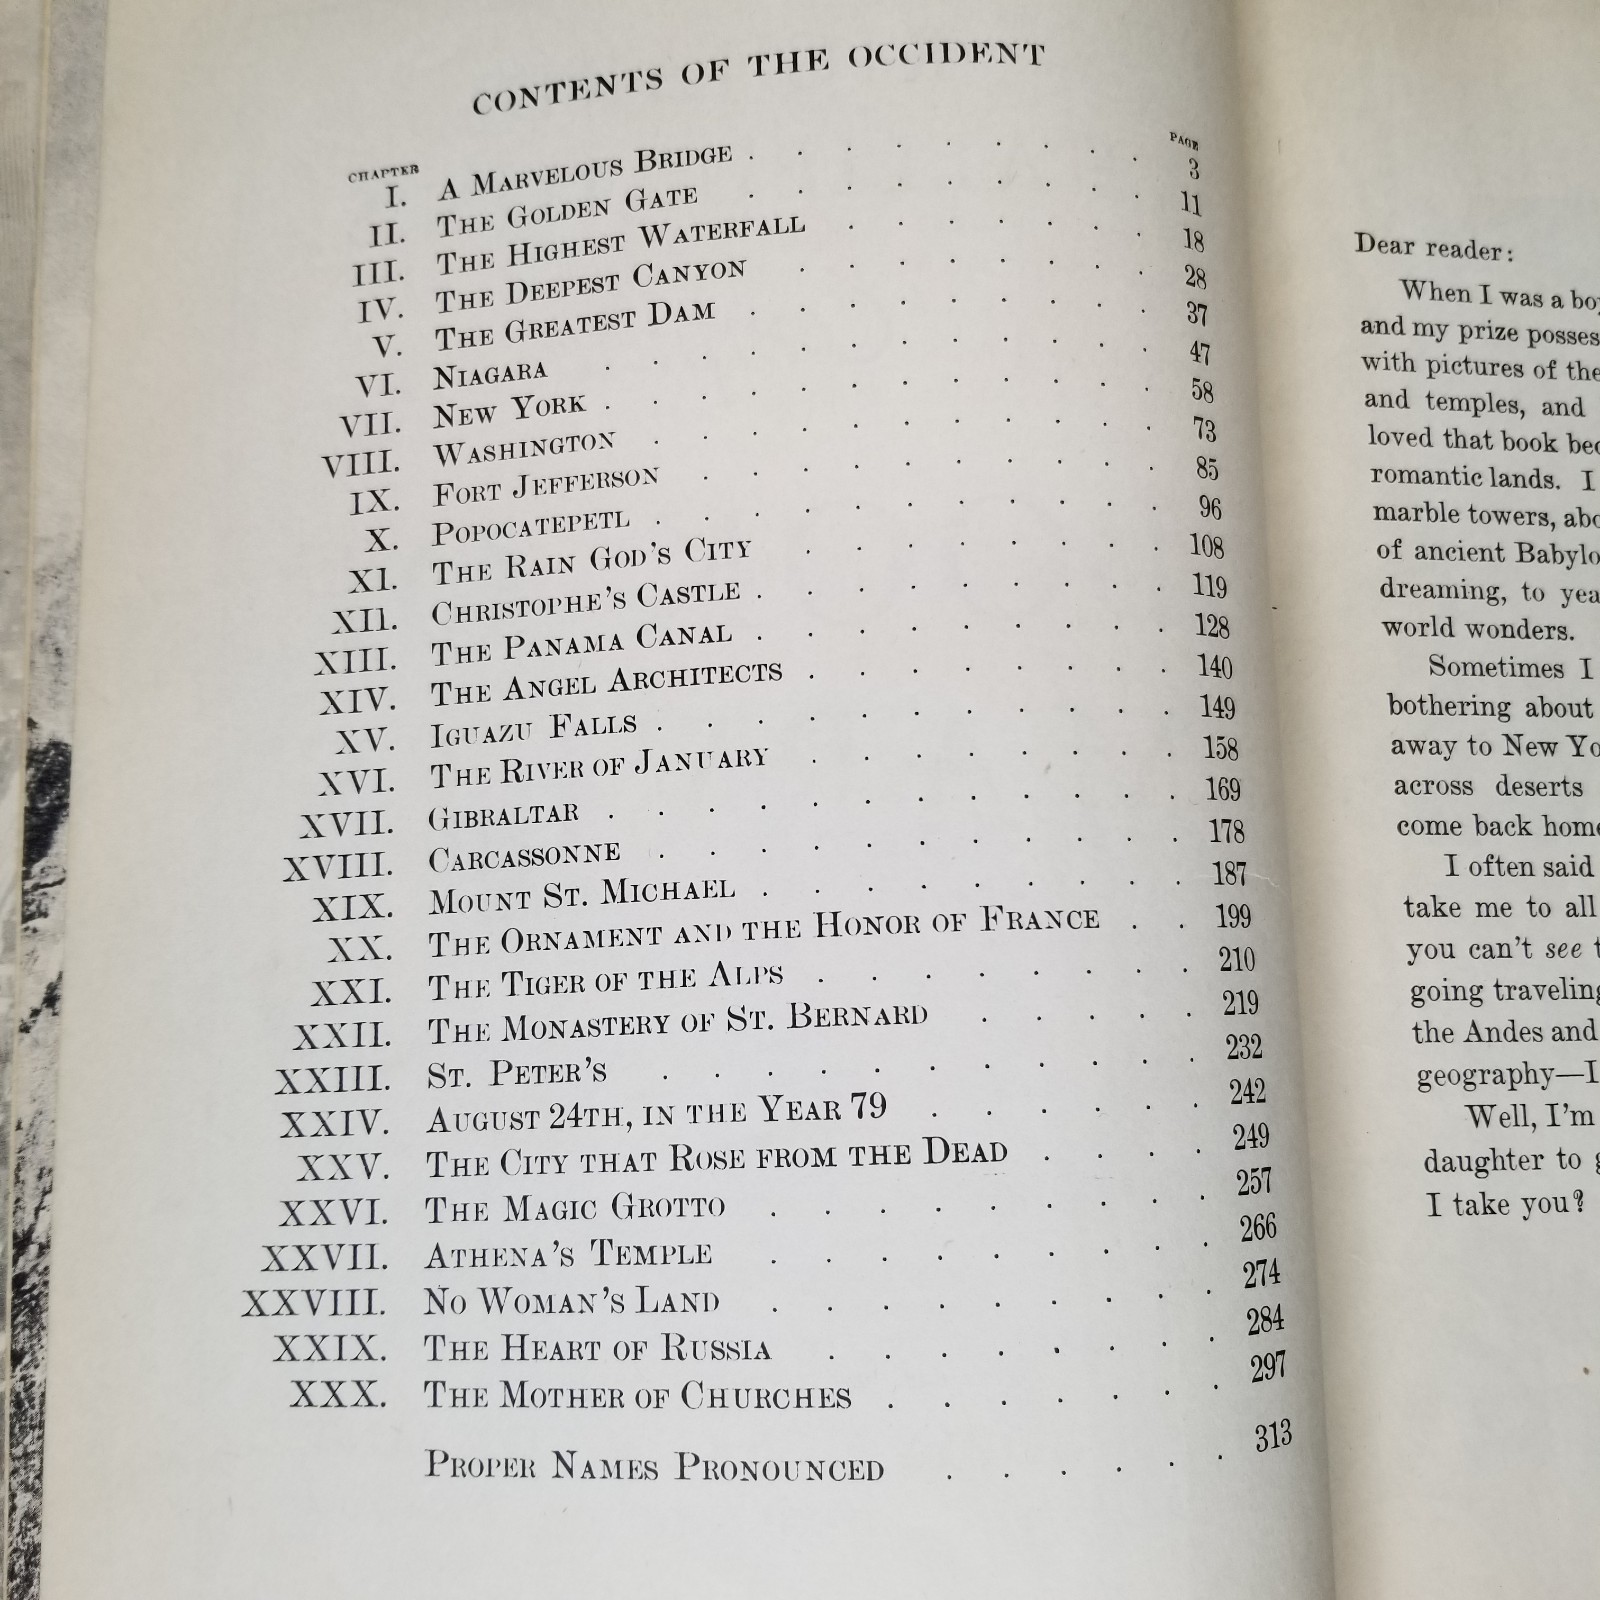 CONTENTS OF THE OCCIDENT
CHAPTER PAGE
I. A MARVELOUS BRIDGE . . . . . . . . . 3
II. THE GOLDEN GATE . . . . . . . . . 11
III. THE HIGHEST WATERFALL . . . . . . . 18
IV. THE DEEPEST CANYON . . . . . . . . 28
V. THE GREATEST DAM . . . . . . . . . 37
VI. NIAGARA . . . . . . . . . . . . 47
VII. NEW YORK . . . . . . . . . . . . 58
VIII. WASHINGTON . . . . . . . . . . . 73
IX. FORT JEFFERSON . . . . . . . . . . 85
X. POPOCATEPETL . . . . . . . . . . . 96
XI. THE RAIN GOD'S CITY . . . . . . . . 108
XII. CHRISTOPHE'S CASTLE . . . . . . . . . 119
XIII. THE PANAMA CANAL . . . . . . . . . 128
XIV. THE ANGEL ARCHITECTS . . . . . . . . 140
XV. IGUAZU FALLS . . . . . . . . . . . 149
XVI. THE RIVER OF JANUARY . . . . . . . . 158
XVII. GIBRALTAR . . . . . . . . . . . . 169
XVIII. CARCASSONNE . . . . . . . . . . . 178
XIX. MOUNT ST. MICHAEL . . . . . . . . . 187
XX. THE ORNAMENT AND THE HONOR OF FRANCE . . 199
XXI. THE TIGER OF THE ALPS . . . . . . . . 210
XXII. THE MONASTERY OF ST. BERNARD . . . . . 219
XXIII. ST. PETER'S . . . . . . . . . . . 232
XXIV. AUGUST 24TH, IN THE YEAR 79 . . . . . . 242
XXV. THE CITY THAT ROSE FROM THE DEAD . . . . 249
XXVI. THE MAGIC GROTTO . . . . . . . . . 257
XXVII. ATHENA'S TEMPLE . . . . . . . . . 266
XXVIII. NO WOMAN'S LAND . . . . . . . . . 274
XXIX. THE HEART OF RUSSIA . . . . . . . . 284
XXX. THE MOTHER OF CHURCHES . . . . . . . 297
PROPER NAMES PRONOUNCED . . . . . . 313
Dear reader:
When I was a boy
and my prize posses
with pictures of the
and temples, and
loved that book bec
romantic lands. I
marble towers, abo
of ancient Babylo
dreaming, to yea
world wonders.
Sometimes I
bothering about
away to New Yo
across deserts
come back home
I often said
take me to all
you can't see t
going traveling
the Andes and
geography—I
Well, I'm
daughter to g
I take you?